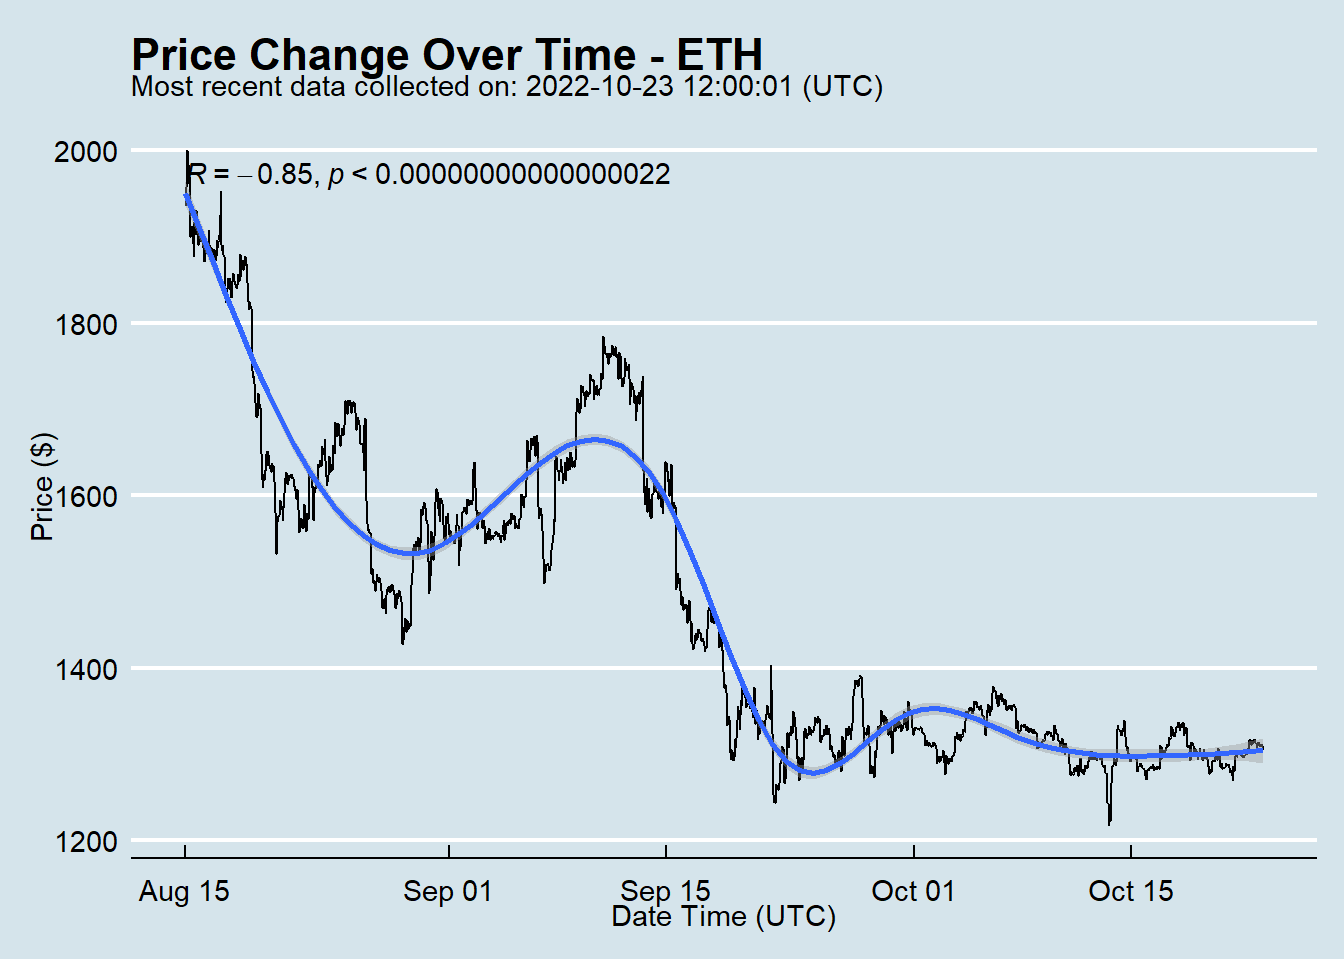 Price Change Over Time - ETH
Most recent data collected on: 2022-10-23 12:00:01 (UTC)
R = −0.85, p < 0.00000000000000022
2000
1800
1600
1400
1200
Price ($)
Aug 15 Sep 01 Sep 15 Oct 01 Oct 15
Date Time (UTC)